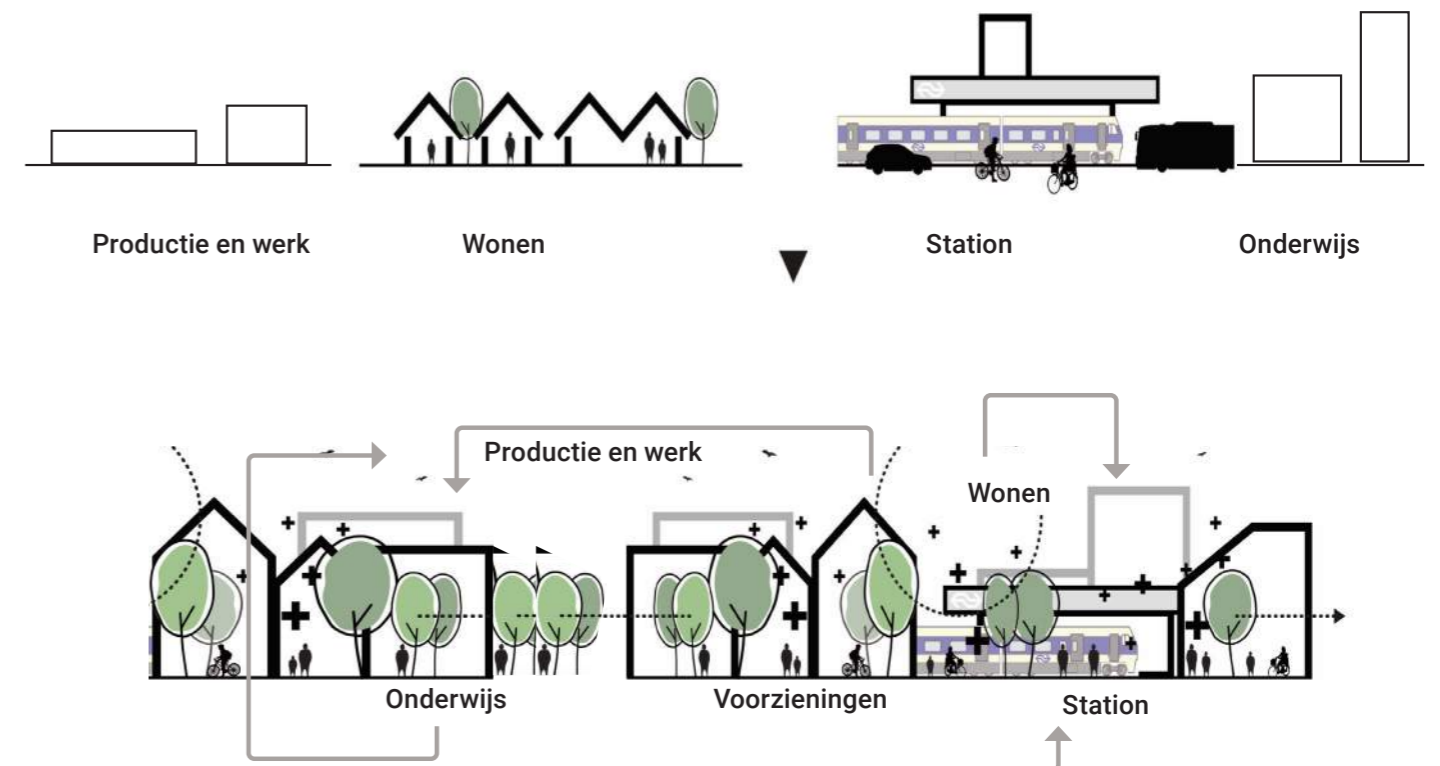 Productie en werk
Wonen
Station
Onderwijs
Productie en werk
Wonen
Onderwijs
Voorzieningen
Station